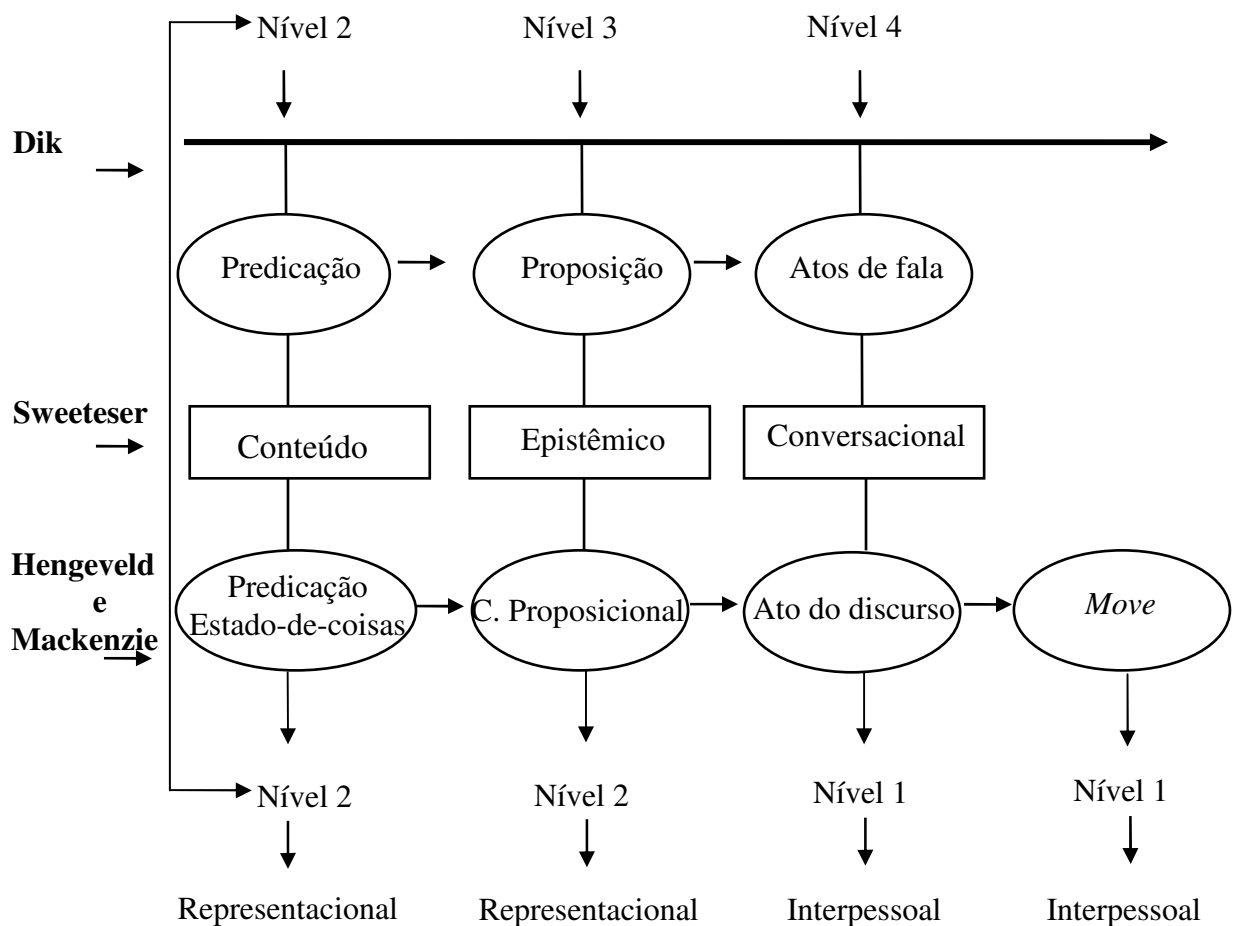 Nível 2
Nível 3
Nível 4
Dik
Predicação
Proposição
Atos de fala
Sweeteser
Conteúdo
Epistêmico
Conversacional
Hengeveld
e
Mackenzie
Predicação
Estado-de-coisas
C. Proposicional
Ato do discurso
Move
Nível 2
Nível 2
Nível 1
Nível 1
Representacional
Representacional
Interpessoal
Interpessoal